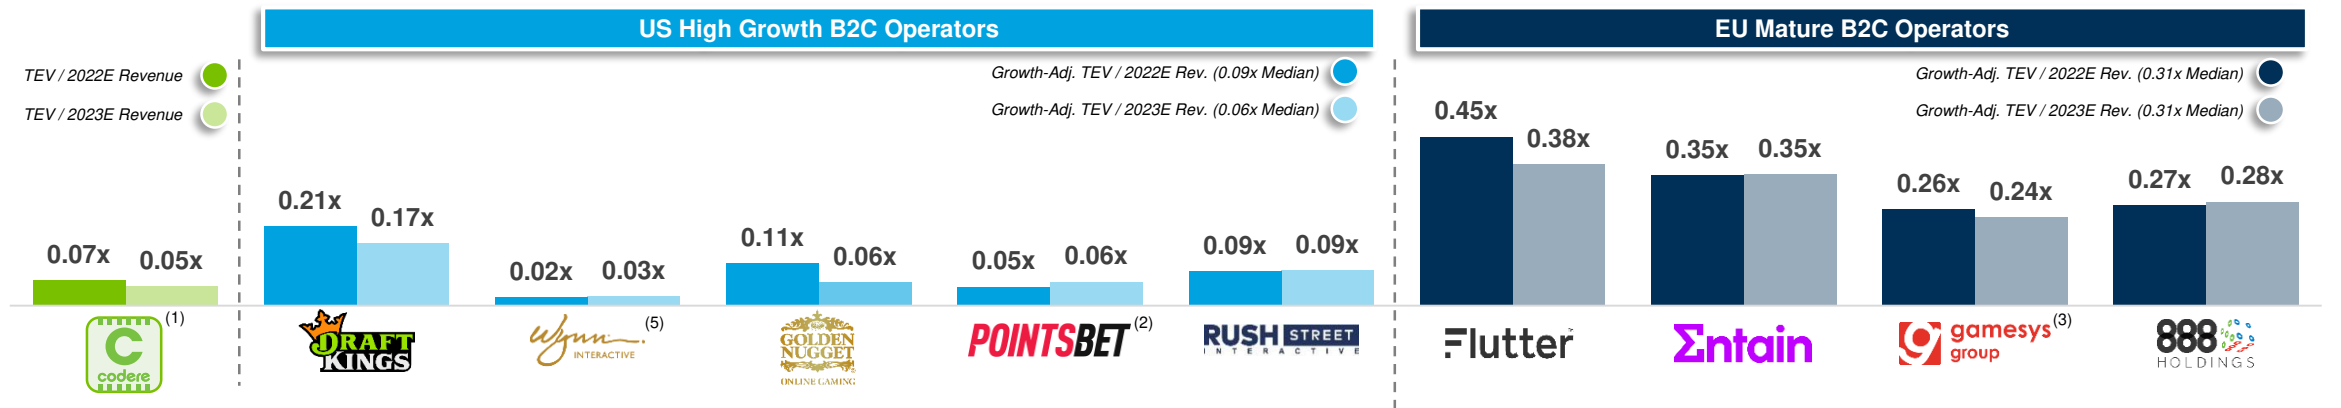 US High Growth B2C Operators
EU Mature B2C Operators
TEV / 2022E Revenue
TEV / 2023E Revenue
Growth-Adj. TEV / 2022E Rev. (0.09x Median)
Growth-Adj. TEV / 2023E Rev. (0.06x Median)
Growth-Adj. TEV / 2022E Rev. (0.31x Median)
Growth-Adj. TEV / 2023E Rev. (0.31x Median)
0.07x
0.05x
0.21x
0.17x
0.02x
0.03x
0.11x
0.06x
0.05x
0.06x
0.09x
0.09x
0.45x
0.38x
0.35x
0.35x
0.26x
0.24x
0.27x
0.28x
C
codere
(1)
DRAFT
KINGS
Wynn
INTERACTIVE
(5)
GOLDEN
NUGGET
ONLINE GAMING
POINTSBET
(2)
RUSH STREET
INTERACTIVE
Flutter
Entain
gamesys
group
(3)
888
HOLDINGS